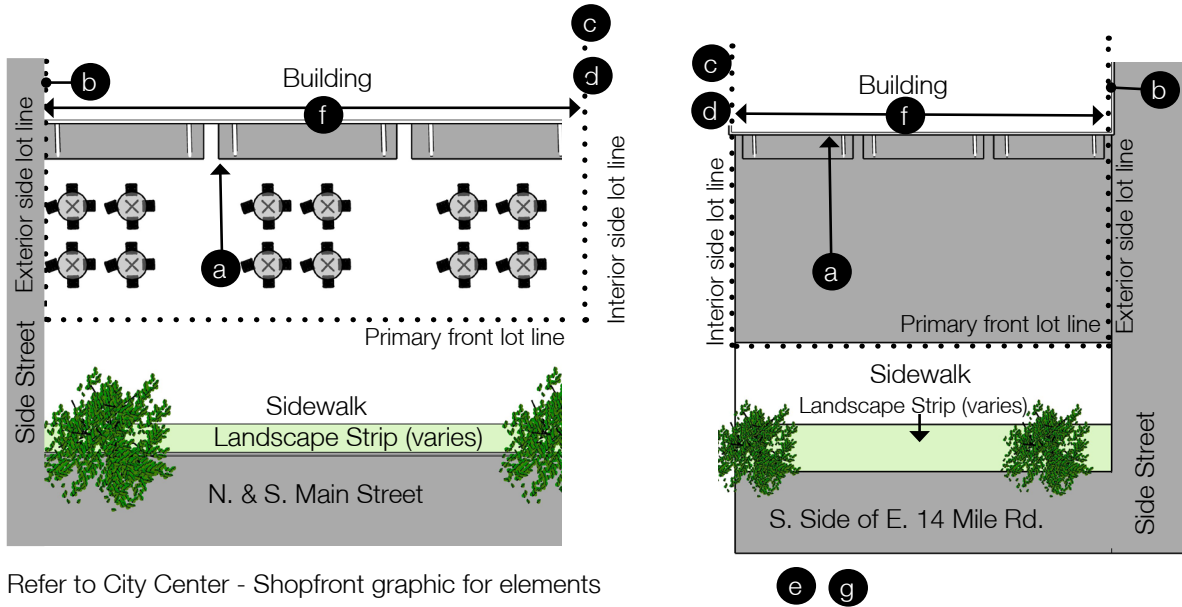 c
Building
b
d
f
Exterior side lot line
Interior side lot line
a
Primary front lot line
Side Street
Sidewalk
Landscape Strip (varies)
N. & S. Main Street
Refer to City Center - Shopfront graphic for elements
c
Building
b
d
f
Interior side lot line
Exterior side lot line
a
Primary front lot line
Sidewalk
Landscape Strip (varies)
Side Street
S. Side of E. 14 Mile Rd.
e
g